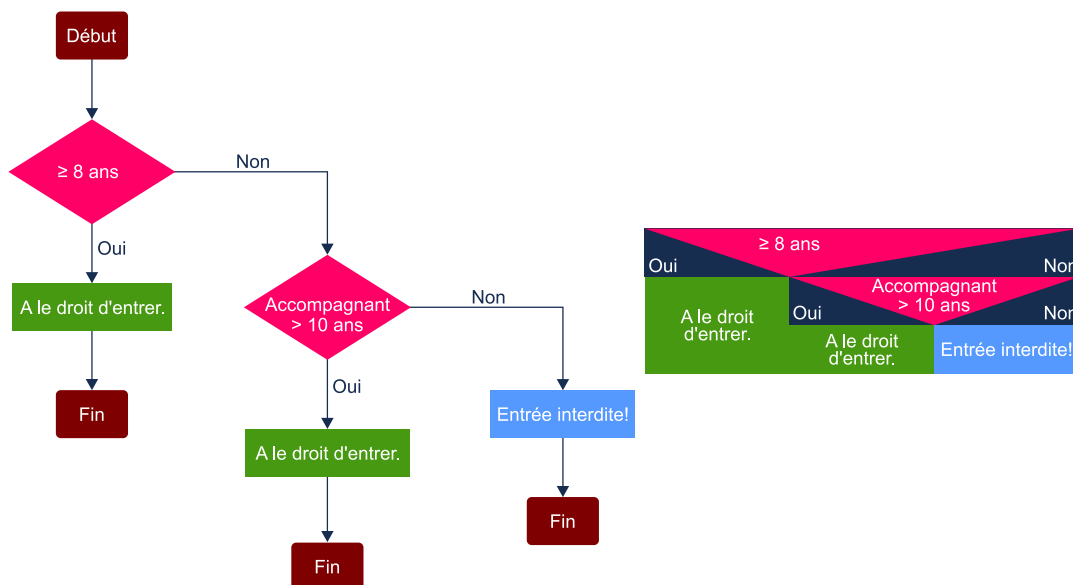 Début
≥ 8 ans
Non
Oui
A le droit d'entrer.
Fin
Accompagnant
> 10 ans
Non
Oui
A le droit d'entrer.
Fin
Entrée interdite!
Fin
≥ 8 ans
Oui
Non
A le droit
d'entrer.
Accompagnant
> 10 ans
Oui
Non
A le droit
d'entrer.
Entrée interdite!